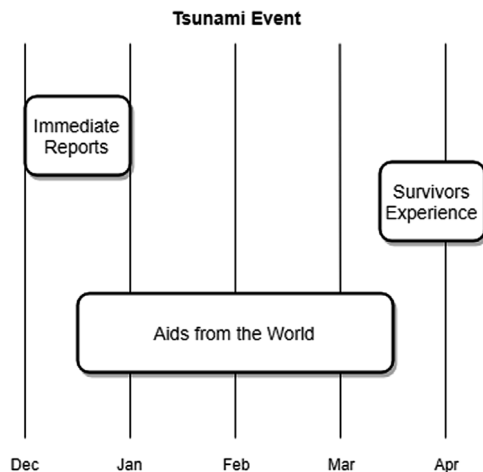 Tsunami Event
Immediate
Reports
Survivors
Experience
Aids from the World
Dec
Jan
Feb
Mar
Apr